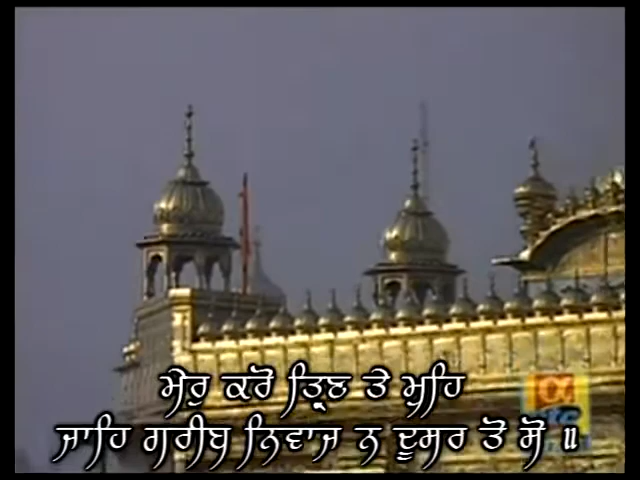 ਮੇਰੁ ਕਰੋ ਤ੍ਰਿਣ ਤੇ ਮੁਹਿ
ਜਾਹਿ ਗਰੀਬ ਨਿਵਾਜ ਨ ਦੂਸਰ ਤੋ ਸੋ ॥